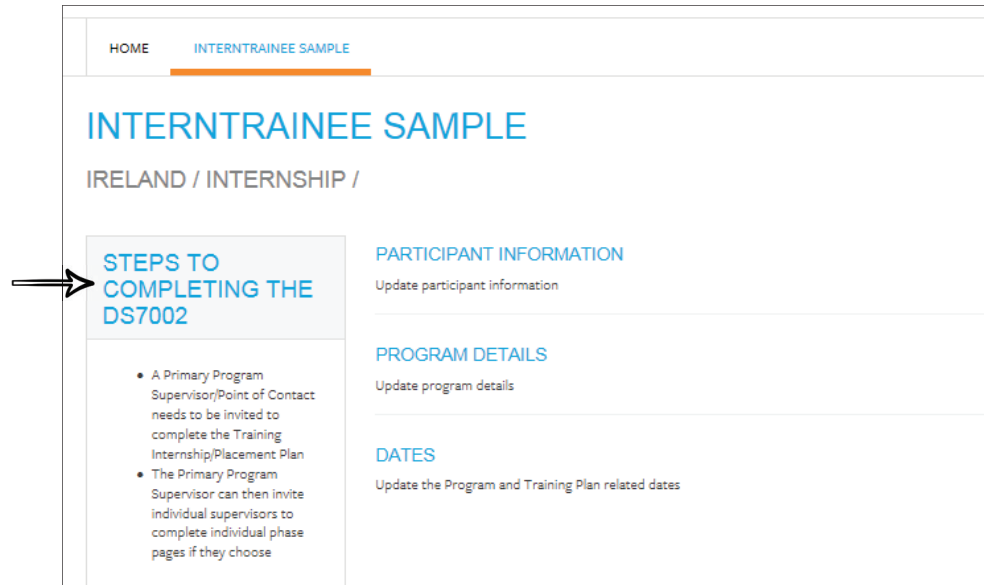 HOME INTERNTRAINEE SAMPLE
INTERNTRAINEE SAMPLE
IRELAND / INTERNSHIP /
STEPS TO
COMPLETING THE
DS7002
• A Primary Program
Supervisor/Point of Contact
needs to be invited to
complete the Training
Internship/Placement Plan
• The Primary Program
Supervisor can then invite
individual supervisors to
complete individual phase
pages if they choose
PARTICIPANT INFORMATION
Update participant information
PROGRAM DETAILS
Update program details
DATES
Update the Program and Training Plan related dates